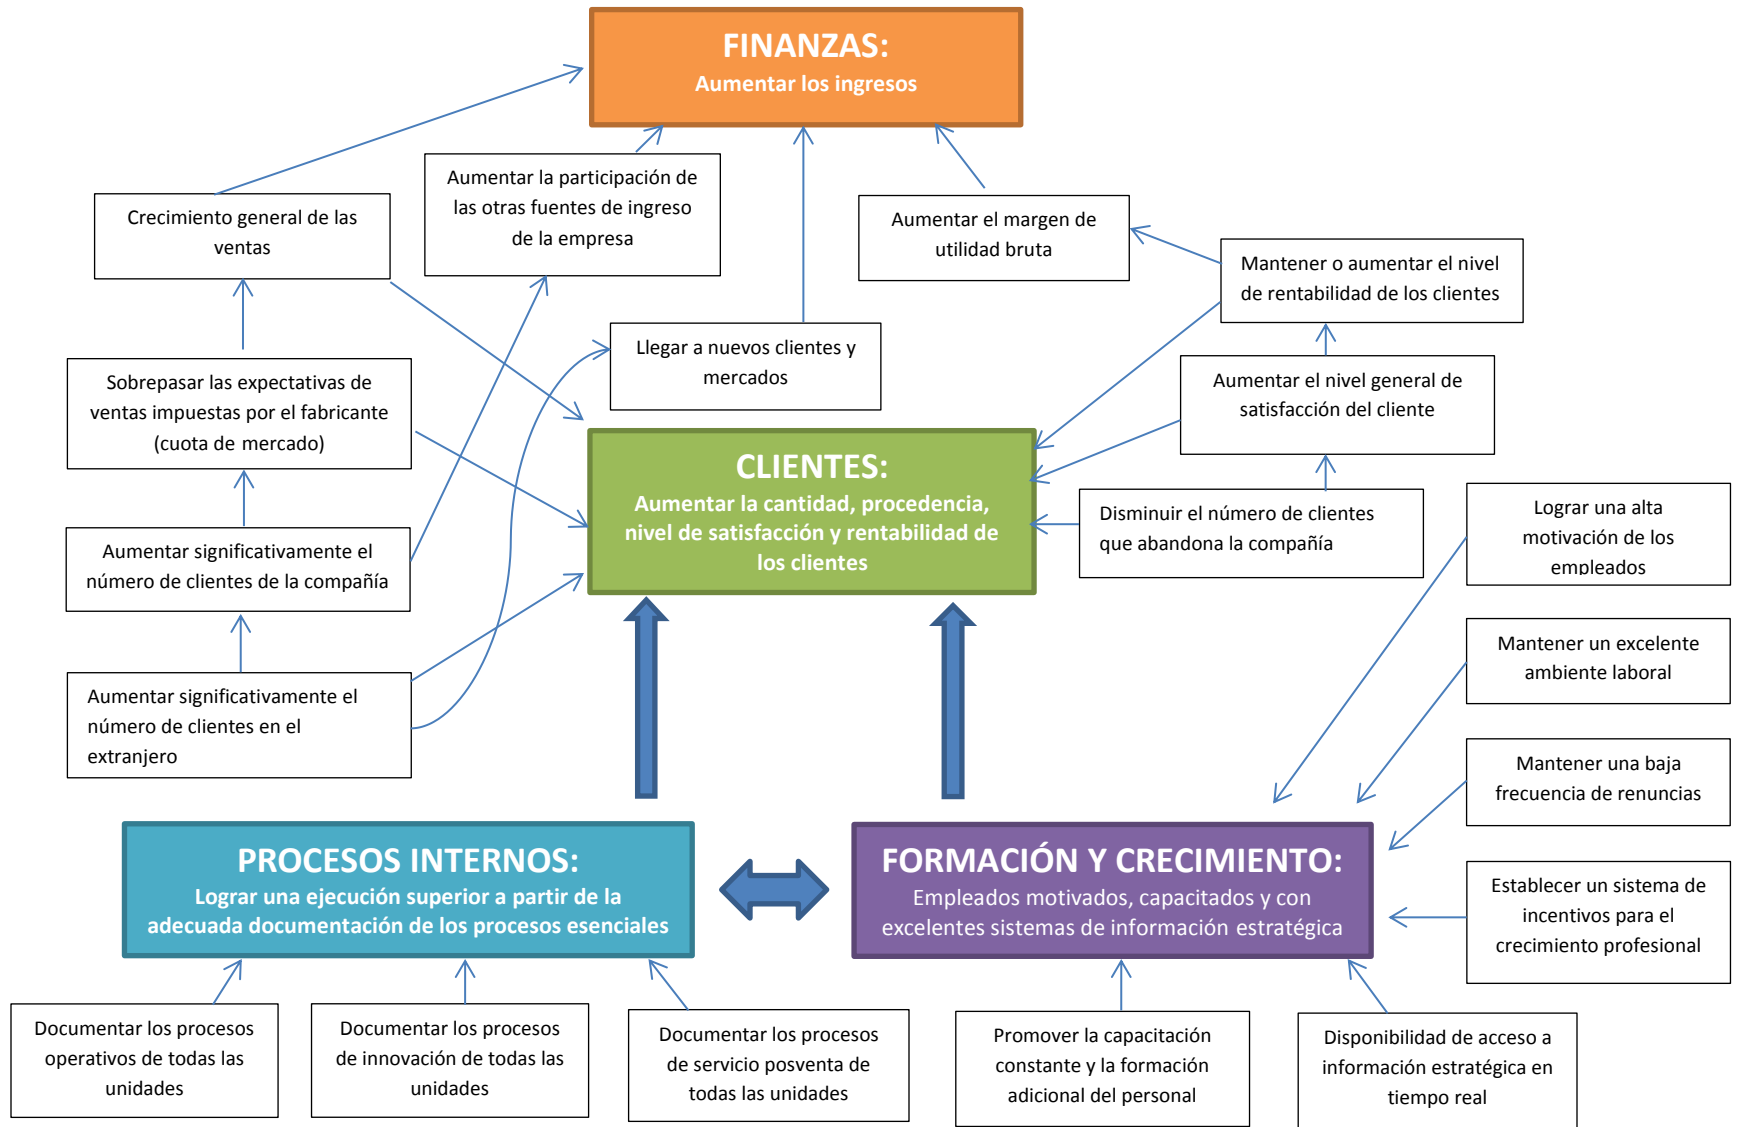 FINANZAS:
Aumentar los ingresos
Aumentar la participación de
las otras fuentes de ingreso
de la empresa
Crecimiento general de las
ventas
Aumentar el margen de
utilidad bruta
Mantener o aumentar el nivel
de rentabilidad de los clientes
Llegar a nuevos clientes y
mercados
Sobrepasar las expectativas de
ventas impuestas por el fabricante
(cuota de mercado)
Aumentar el nivel general de
satisfacción del cliente
CLIENTES:
Aumentar la cantidad, procedencia,
nivel de satisfacción y rentabilidad de
los clientes
Disminuir el número de clientes
que abandona la compañía
Lograr una alta
motivación de los
empleados
Aumentar significativamente el
número de clientes de la compañía
Mantener un excelente
ambiente laboral
Aumentar significativamente el
número de clientes en el
extranjero
Mantener una baja
frecuencia de renuncias
PROCESOS INTERNOS:
Lograr una ejecución superior a partir de la
adecuada documentación de los procesos esenciales
FORMACIÓN Y CRECIMIENTO:
Empleados motivados, capacitados y con
excelentes sistemas de información estratégica
Establecer un sistema de
incentivos para el
crecimiento profesional
Documentar los procesos
operativos de todas las
unidades
Documentar los procesos
de innovación de todas las
unidades
Documentar los procesos
de servicio posventa de
todas las unidades
Promover la capacitación
constante y la formación
adicional del personal
Disponibilidad de acceso a
información estratégica en
tiempo real